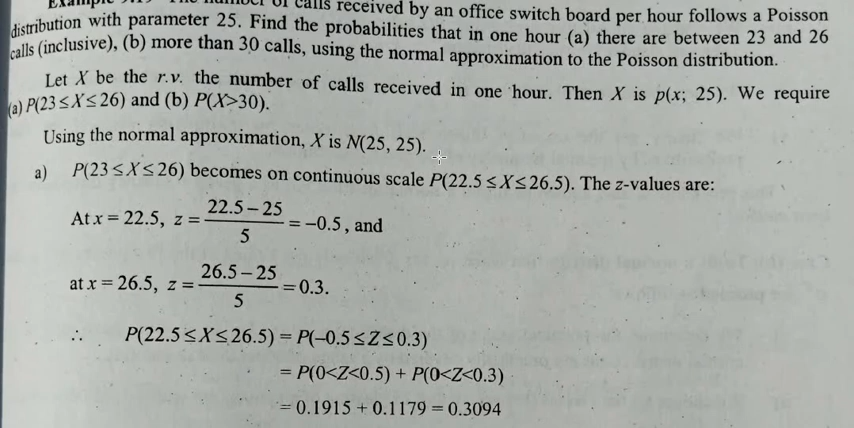 Example 9.19 The number of calls received by an office switch board per hour follows a Poisson
distribution with parameter 25. Find the probabilities that in one hour (a) there are between 23 and 26
calls (inclusive), (b) more than 30 calls, using the normal approximation to the Poisson distribution.
Let X be the r.v. the number of calls received in one hour. Then X is p(x; 25). We require
(a) P(23≤X≤26) and (b) P(X>30).
Using the normal approximation, X is N(25, 25).
a) P(23≤X≤26) becomes on continuous scale P(22.5≤X≤26.5). The z-values are:
At x = 22.5, z = (22.5 – 25)/5 = –0.5, and
at x = 26.5, z = (26.5 – 25)/5 = 0.3.
∴ P(22.5≤X≤26.5) = P(–0.5≤Z≤0.3)
= P(0<Z<0.5) + P(0<Z<0.3)
= 0.1915 + 0.1179 = 0.3094